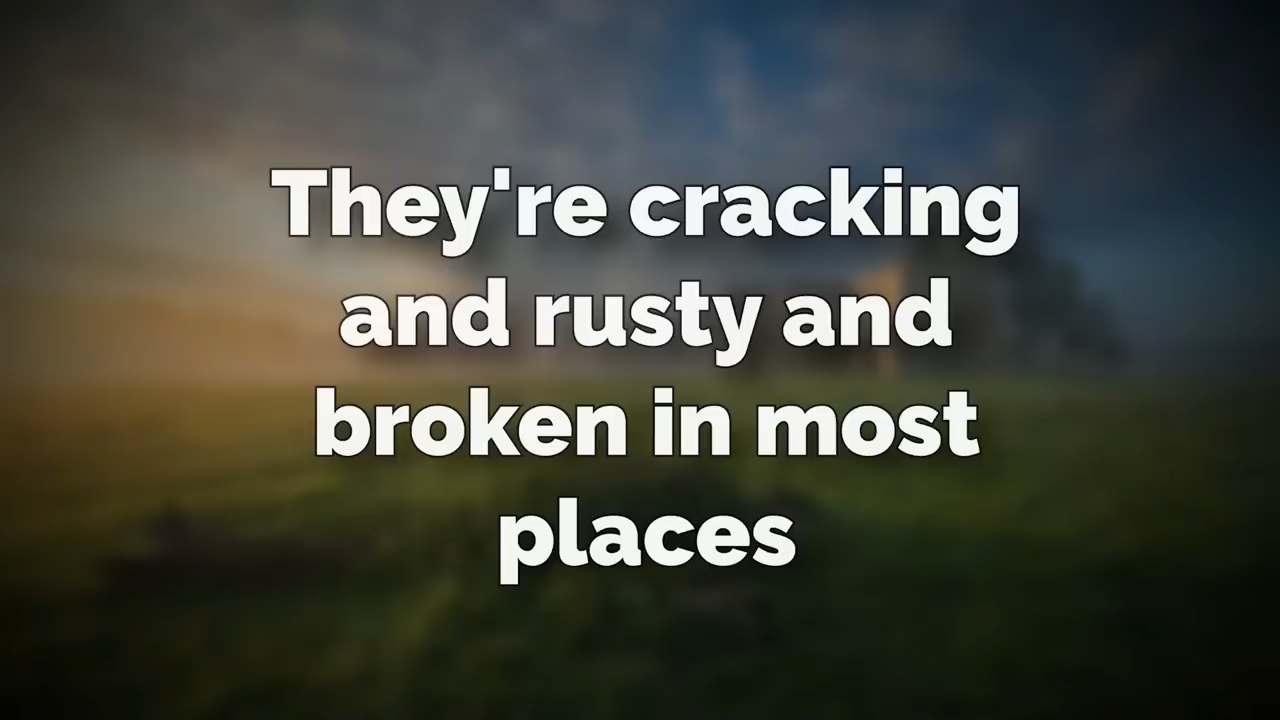 They're cracking
and rusty and
broken in most
places